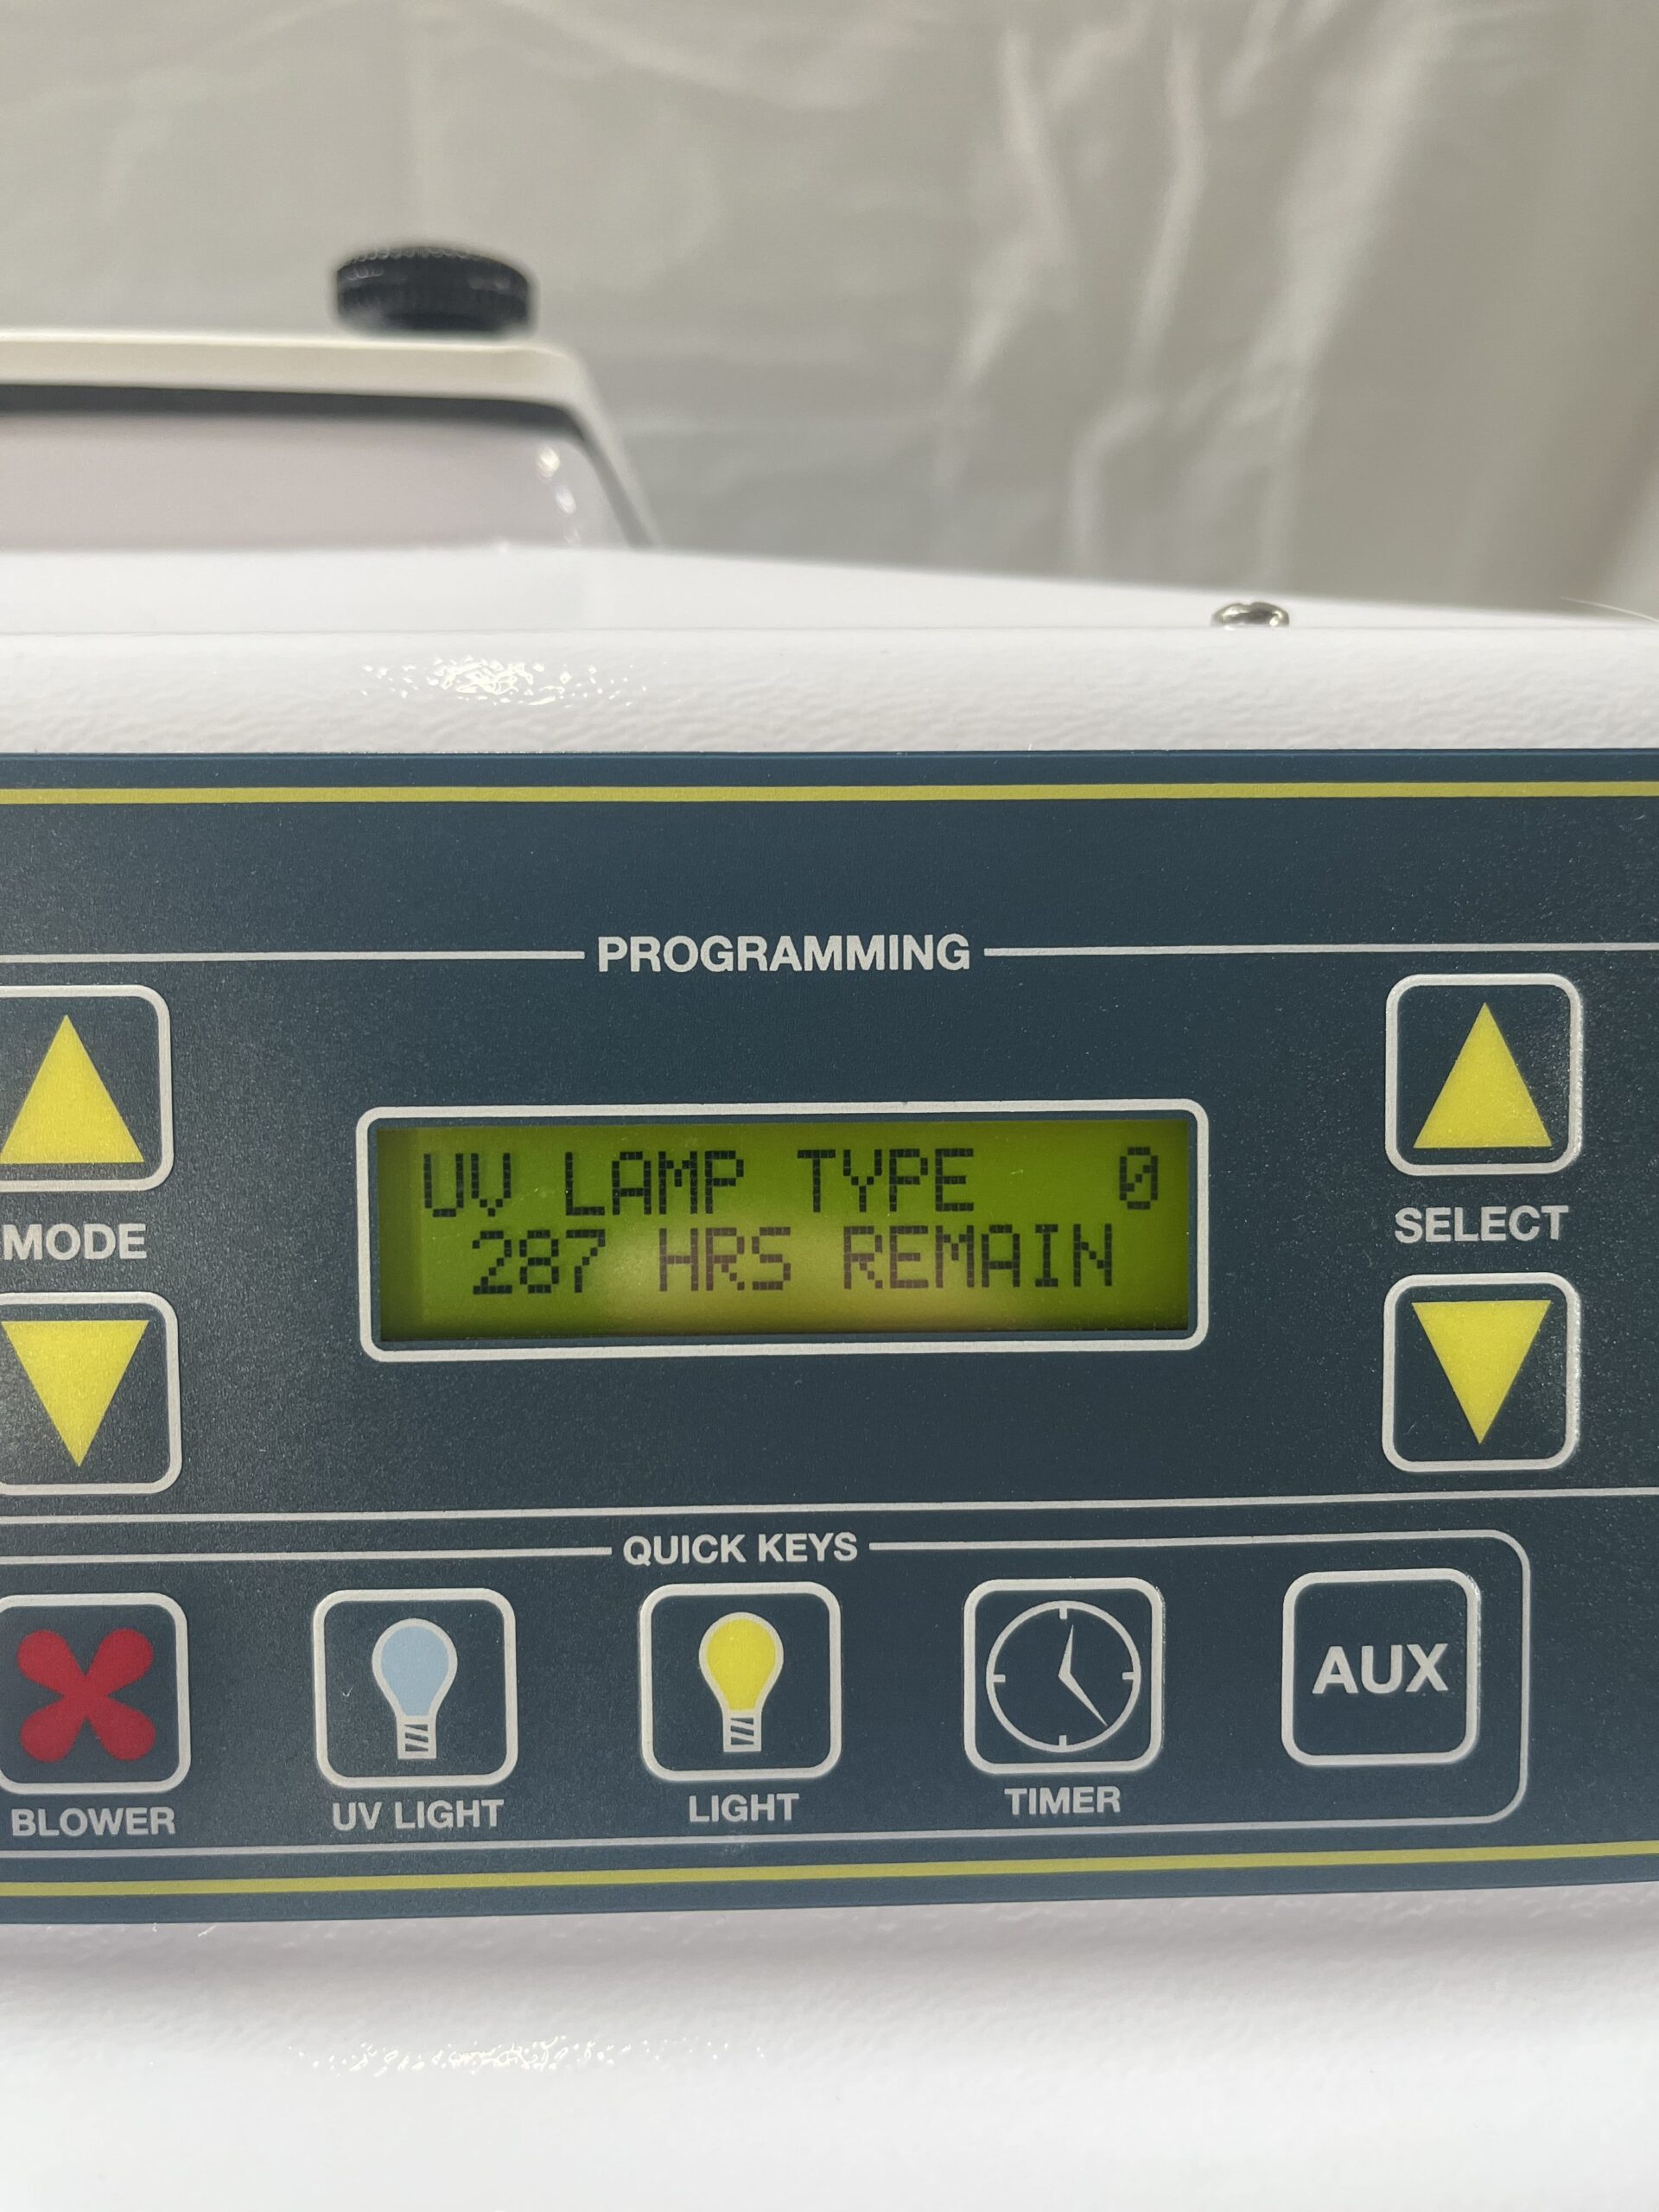 PROGRAMMING
UV LAMP TYPE 0
287 HRS REMAIN
MODE
SELECT
QUICK KEYS
AUX
BLOWER
UV LIGHT
LIGHT
TIMER